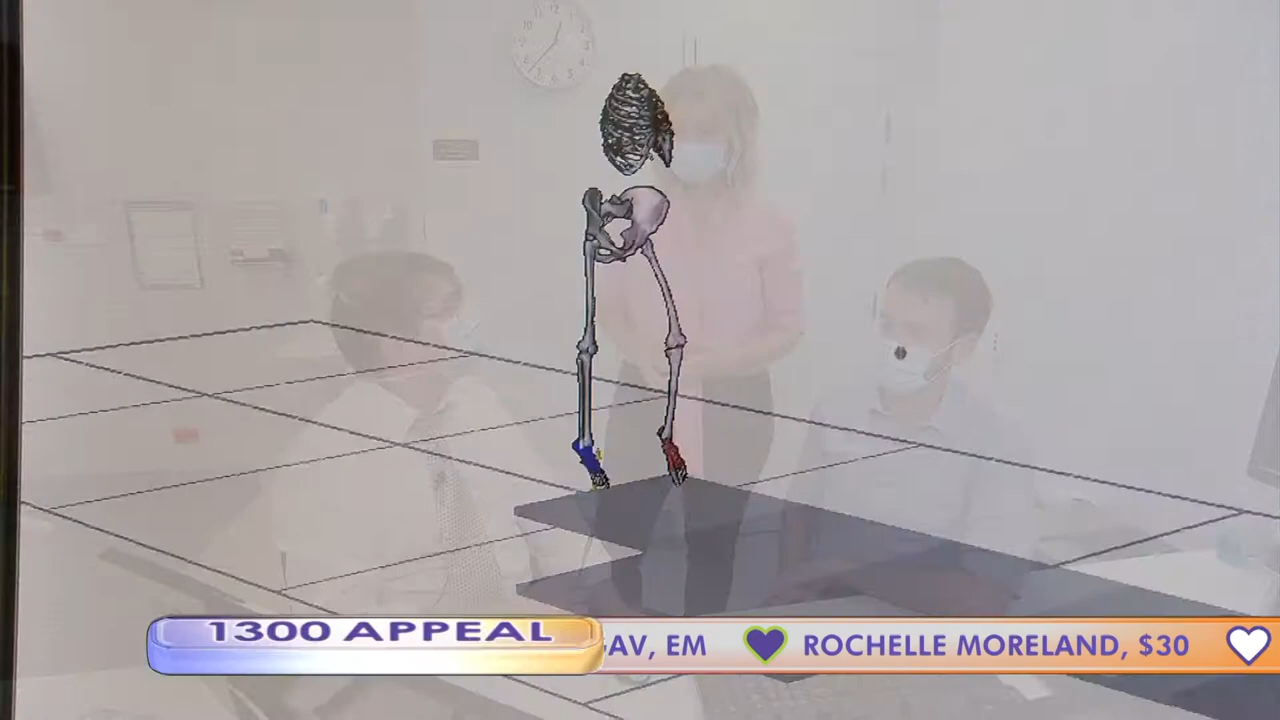 1300 APPEAL
AV, EM
ROCHELLE MORELAND, $30